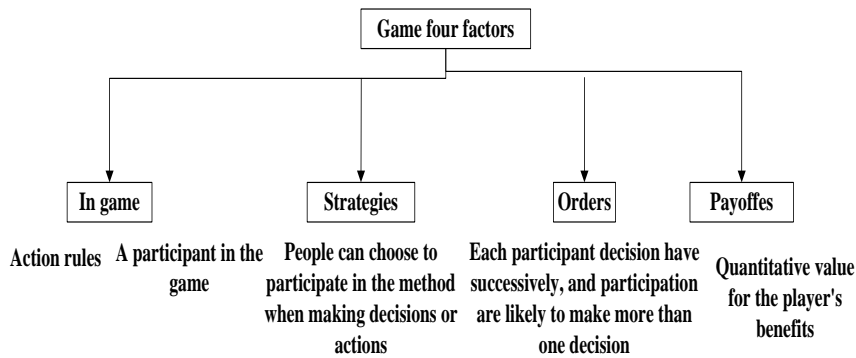 Game four factors
In game
Strategies
Orders
Payoffes
Action rules
A participant in the
game
People can choose to
participate in the method
when making decisions or
actions
Each participant decision have
successively, and participation
are likely to make more than
one decision
Quantitative value
for the player's
benefits